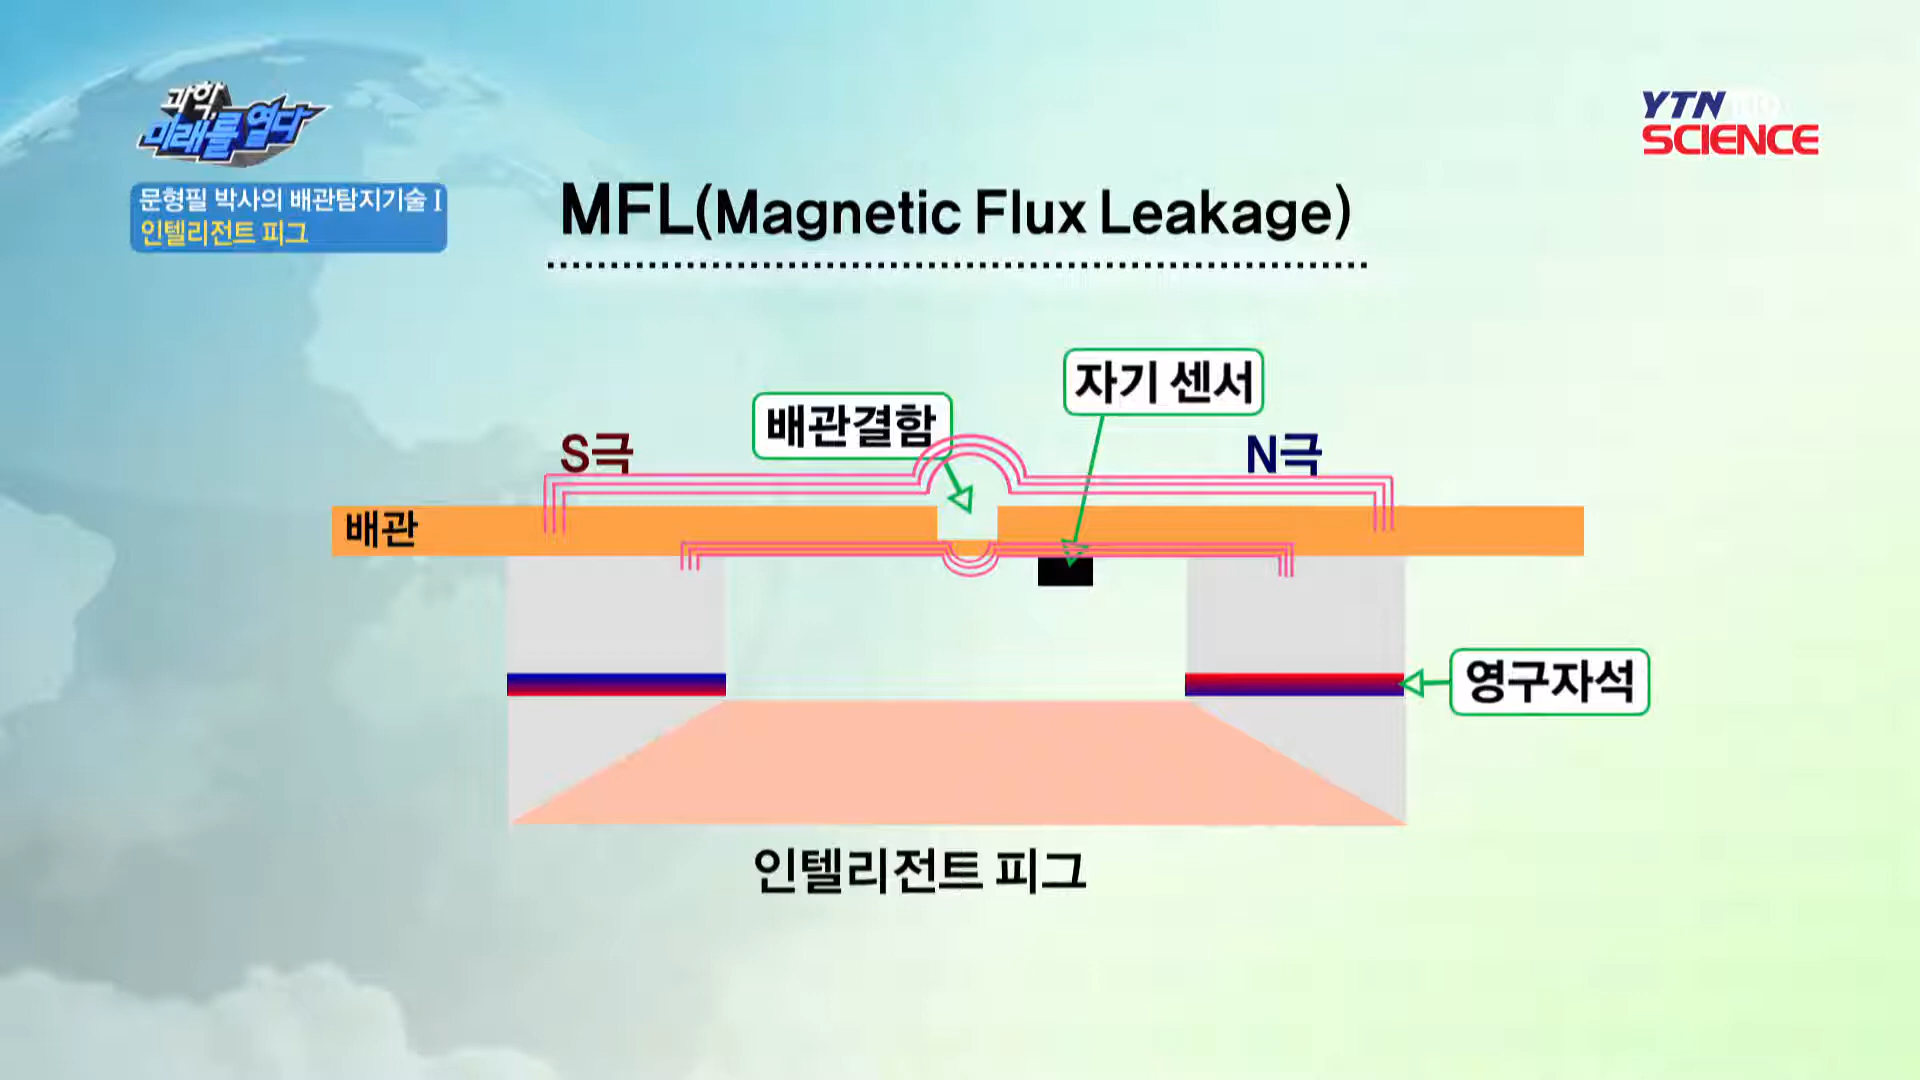 과학,
미래를 열다
YTN
SCIENCE
문형필 박사의 배관탐지기술 I
인텔리전트 피그
MFL(Magnetic Flux Leakage)
자기 센서
배관결함
S극
N극
배관
영구자석
인텔리전트 피그